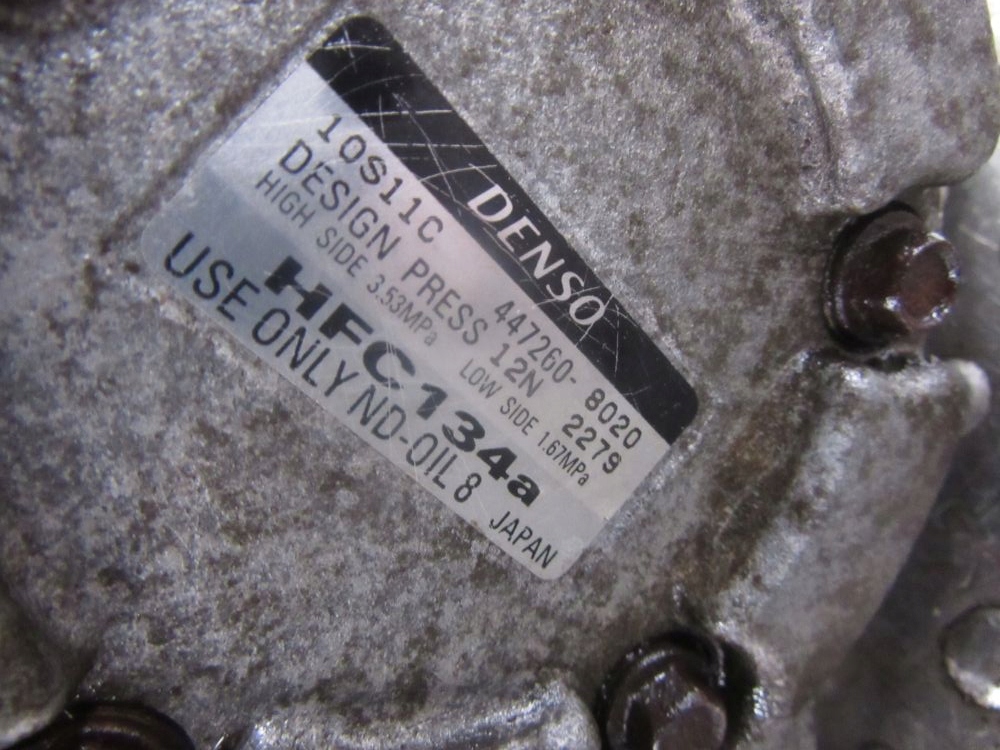 DENSO
10S11C 447260-8020
DESIGN PRESS 12N 2279
HIGH SIDE 3.53MPa LOW SIDE 1.67MPa
HFC134a
USE ONLY ND-OIL 8 JAPAN